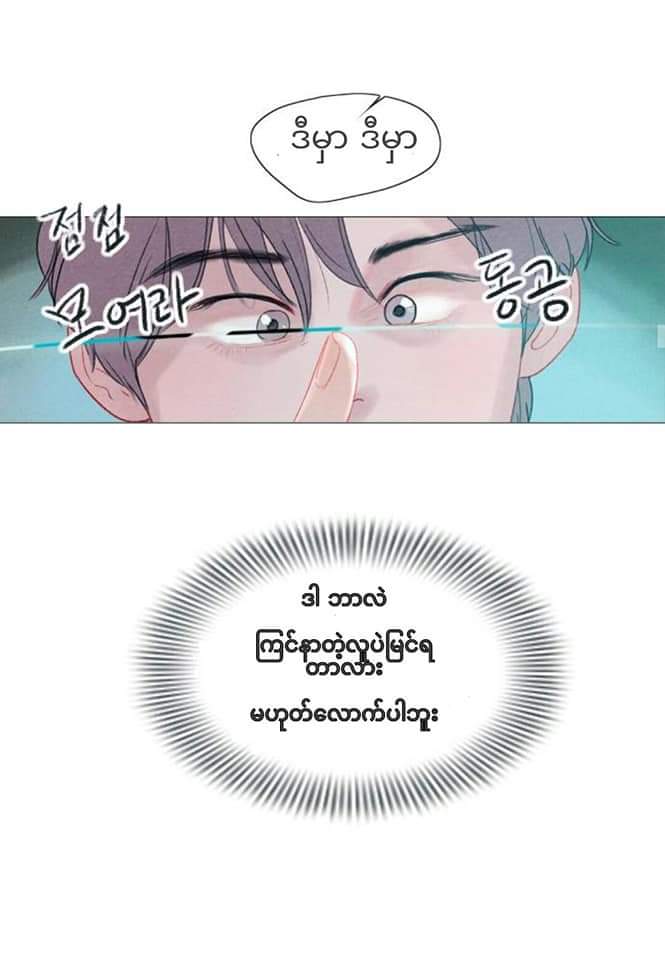 ဒီမှာ ဒီမှာ
점점
모여라
동공
ဒါ ဘာလဲ
ကြင်နာတဲ့လူပဲမြင်ရ
တာလား
မဟုတ်လောက်ပါဘူး